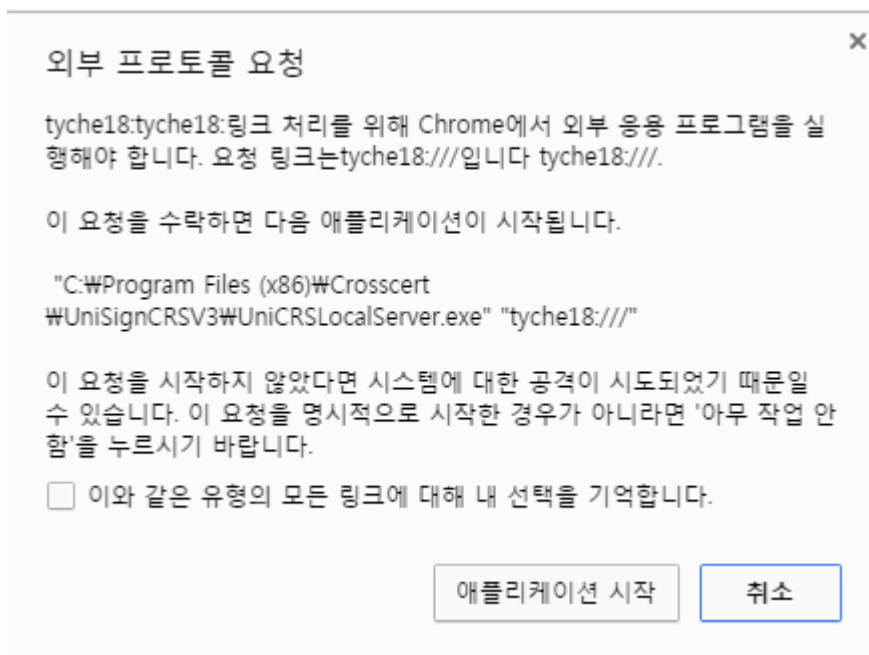 외부 프로토콜 요청
tyche18:tyche18:링크 처리를 위해 Chrome에서 외부 응용 프로그램을 실
행해야 합니다. 요청 링크는tyche18:///입니다 tyche18:///.
이 요청을 수락하면 다음 애플리케이션이 시작됩니다.
"C:₩Program Files (x86)₩Crosscert
₩UniSignCRSV3₩UniCRSLocalServer.exe" "tyche18:///"
이 요청을 시작하지 않았다면 시스템에 대한 공격이 시도되었기 때문일
수 있습니다. 이 요청을 명시적으로 시작한 경우가 아니라면 '아무 작업 안
함'을 누르시기 바랍니다.
이와 같은 유형의 모든 링크에 대해 내 선택을 기억합니다.
애플리케이션 시작 취소